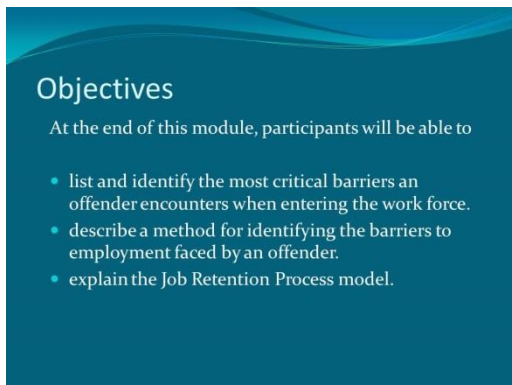 Objectives
At the end of this module, participants will be able to
• list and identify the most critical barriers an
offender encounters when entering the work force.
• describe a method for identifying the barriers to
employment faced by an offender.
• explain the Job Retention Process model.